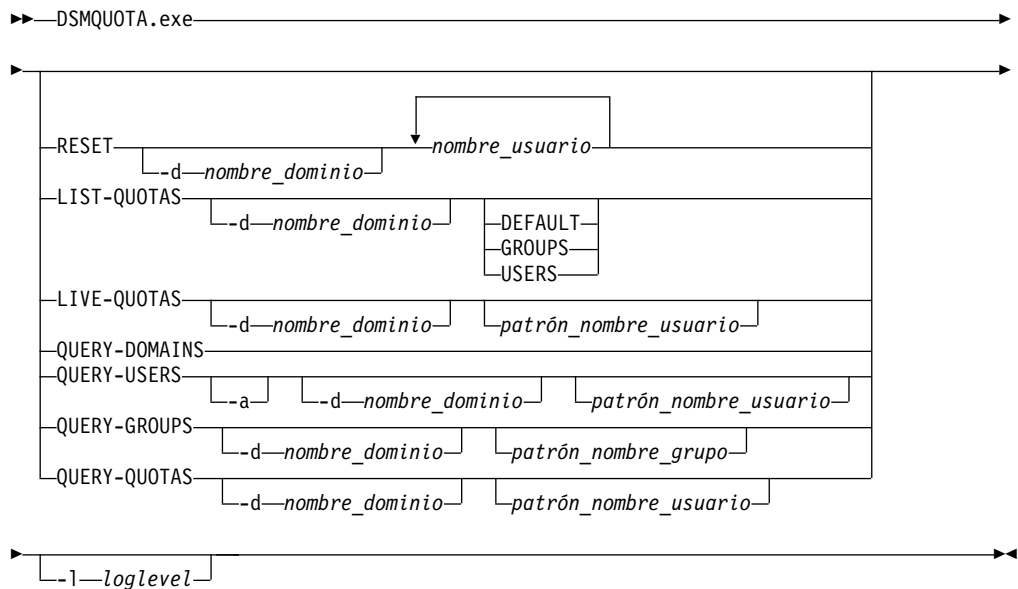 DSMQUOTA.exe
RESET -d nombre_dominio nombre_usuario
LIST-QUOTAS -d nombre_dominio DEFAULT
GROUPS
USERS
LIVE-QUOTAS -d nombre_dominio patrón_nombre_usuario
QUERY-DOMAINS
QUERY-USERS -a -d nombre_dominio patrón_nombre_usuario
QUERY-GROUPS -d nombre_dominio patrón_nombre_grupo
QUERY-QUOTAS -d nombre_dominio patrón_nombre_usuario
-l loglevel